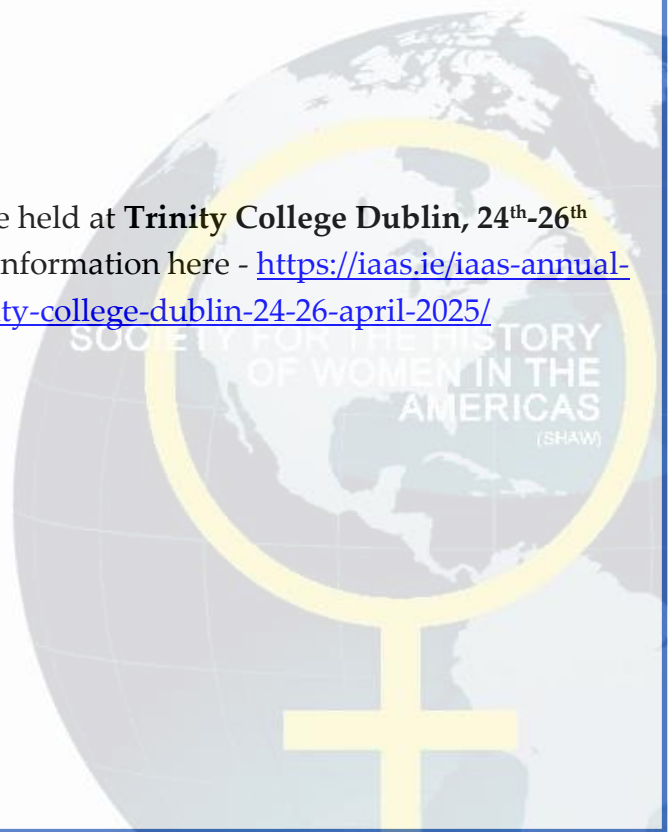 e held at Trinity College Dublin, 24th-26th
information here - https://iaas.ie/iaas-annual-
ty-college-dublin-24-26-april-2025/
SOCIETY FOR THE HISTORY
OF WOMEN IN THE
AMERICAS
(SHAW)